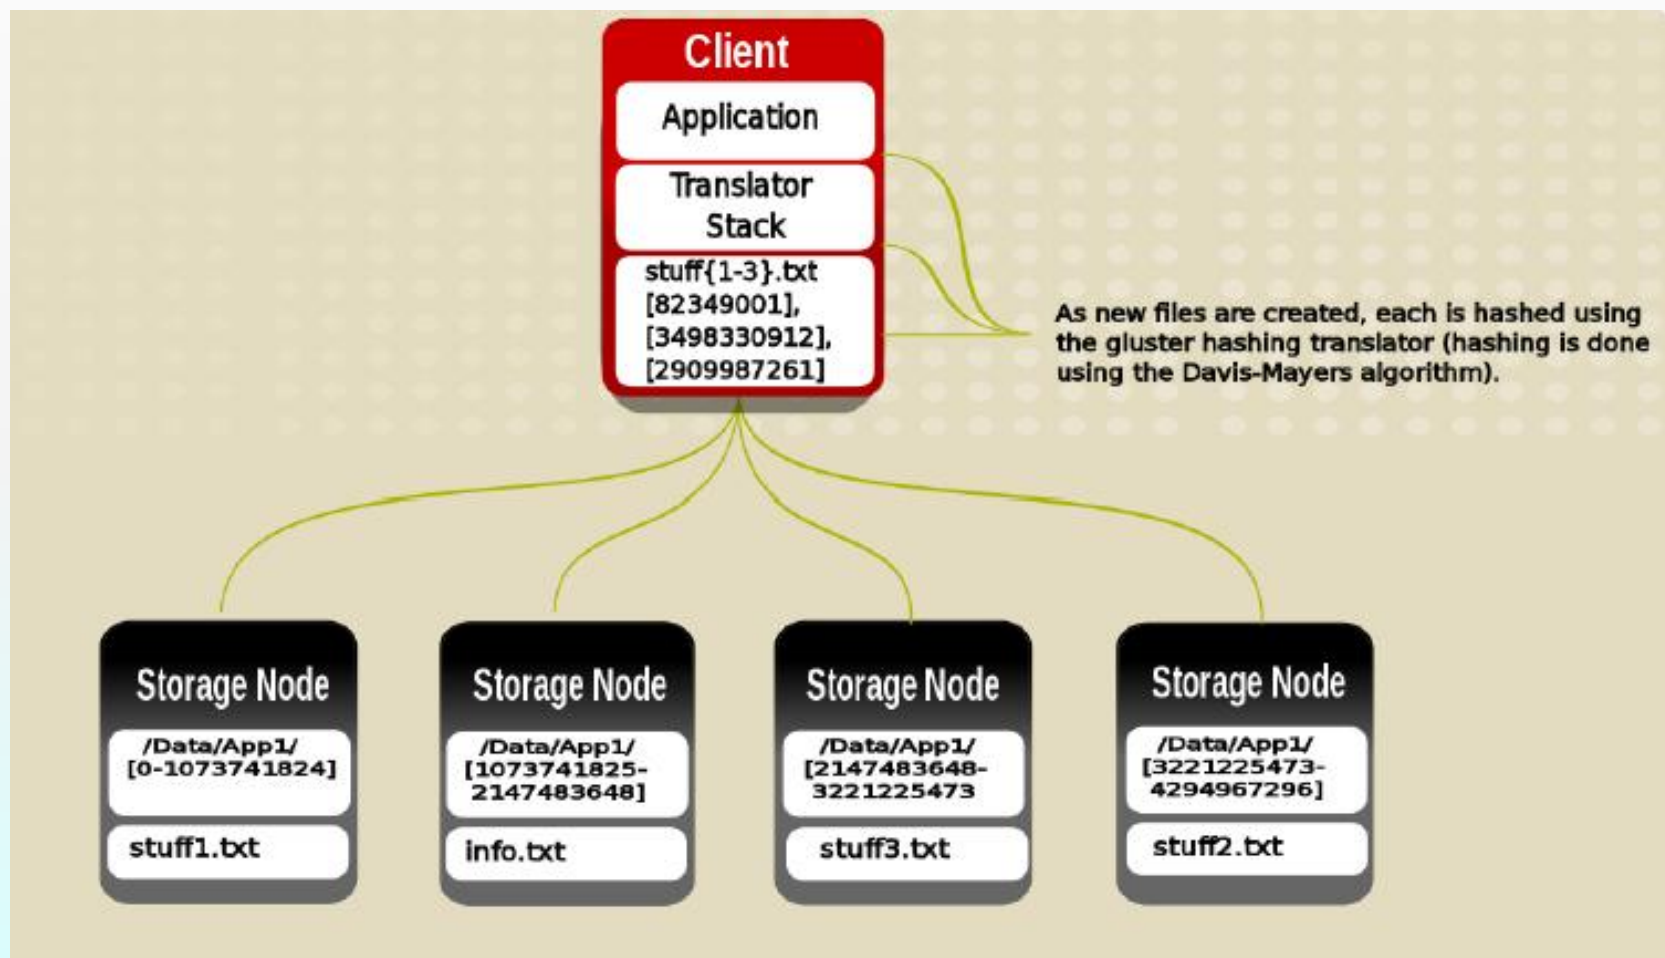 Client
Application
Translator
Stack
stuff{1-3}.txt
[82349001],
[3498330912],
[2909987261]
As new files are created, each is hashed using
the gluster hashing translator (hashing is done
using the Davis-Mayers algorithm).
Storage Node
/Data/App1/
[0-1073741824]
stuff1.txt
Storage Node
/Data/App1/
[1073741825-
2147483648]
info.txt
Storage Node
/Data/App1/
[2147483648-
3221225473
stuff3.txt
Storage Node
/Data/App1/
[3221225473-
4294967296]
stuff2.txt